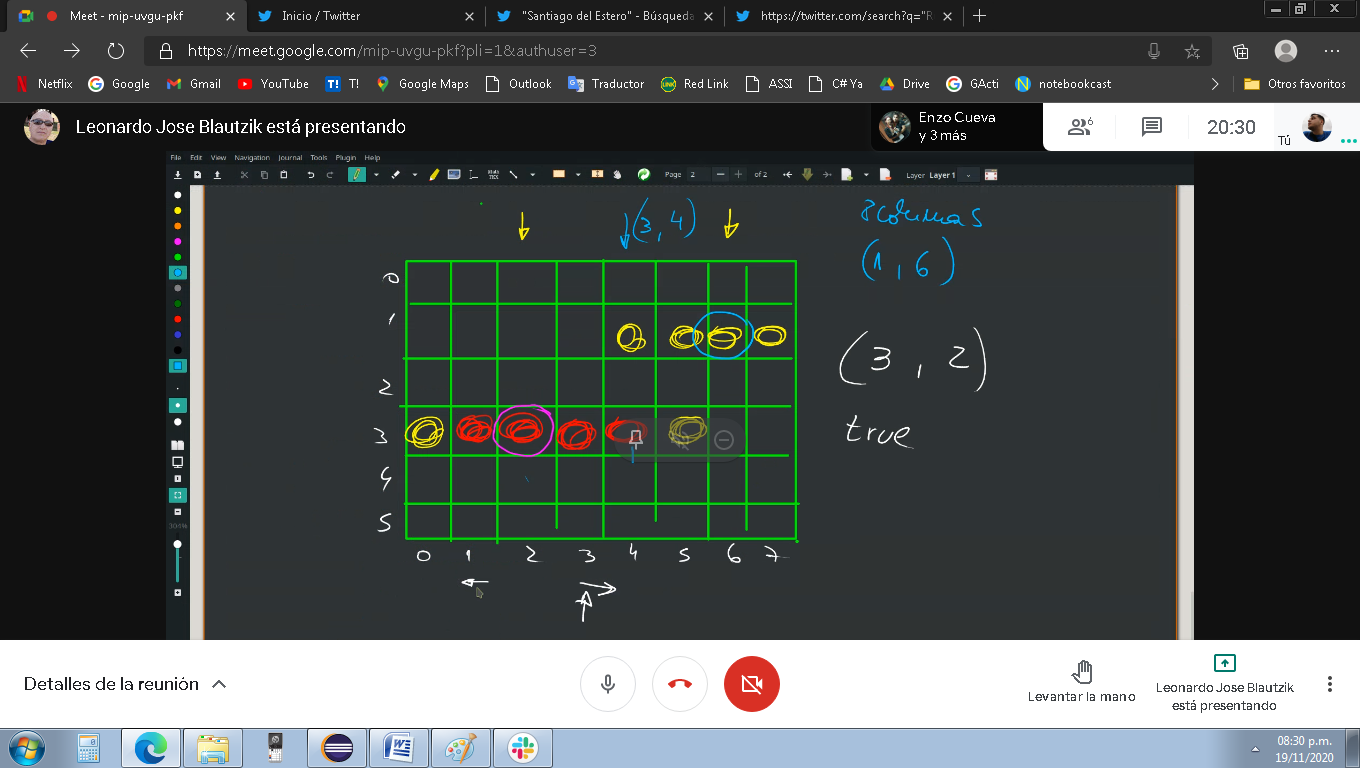 Meet - mip-uvgu-pkf
Inicio / Twitter
"Santiago del Estero" - Búsqueda
https://twitter.com/search?q="R
https://meet.google.com/mip-uvgu-pkf?pli=1&authuser=3
Netflix
Google
Gmail
YouTube
T!
T!
Google Maps
Outlook
Traductor
LINK
Red Link
ASSI
C# Ya
Drive
GActi
notebookcast
Otros favoritos
Leonardo Jose Blautzik está presentando
Enzo Cueva
y 3 más
6
20:30
Tú
File Edit View Navigation Journal Tools Plugin Help
Page 2 of 2
Layer Layer 1
304%
(3, 4)
8 columnas
(1, 6)
(3, 2)
true
0
1
2
3
4
5
0 1 2 3 4 5 6 7
Detalles de la reunión
Levantar la mano
Leonardo Jose Blautzik
está presentando
08:30 p.m.
19/11/2020